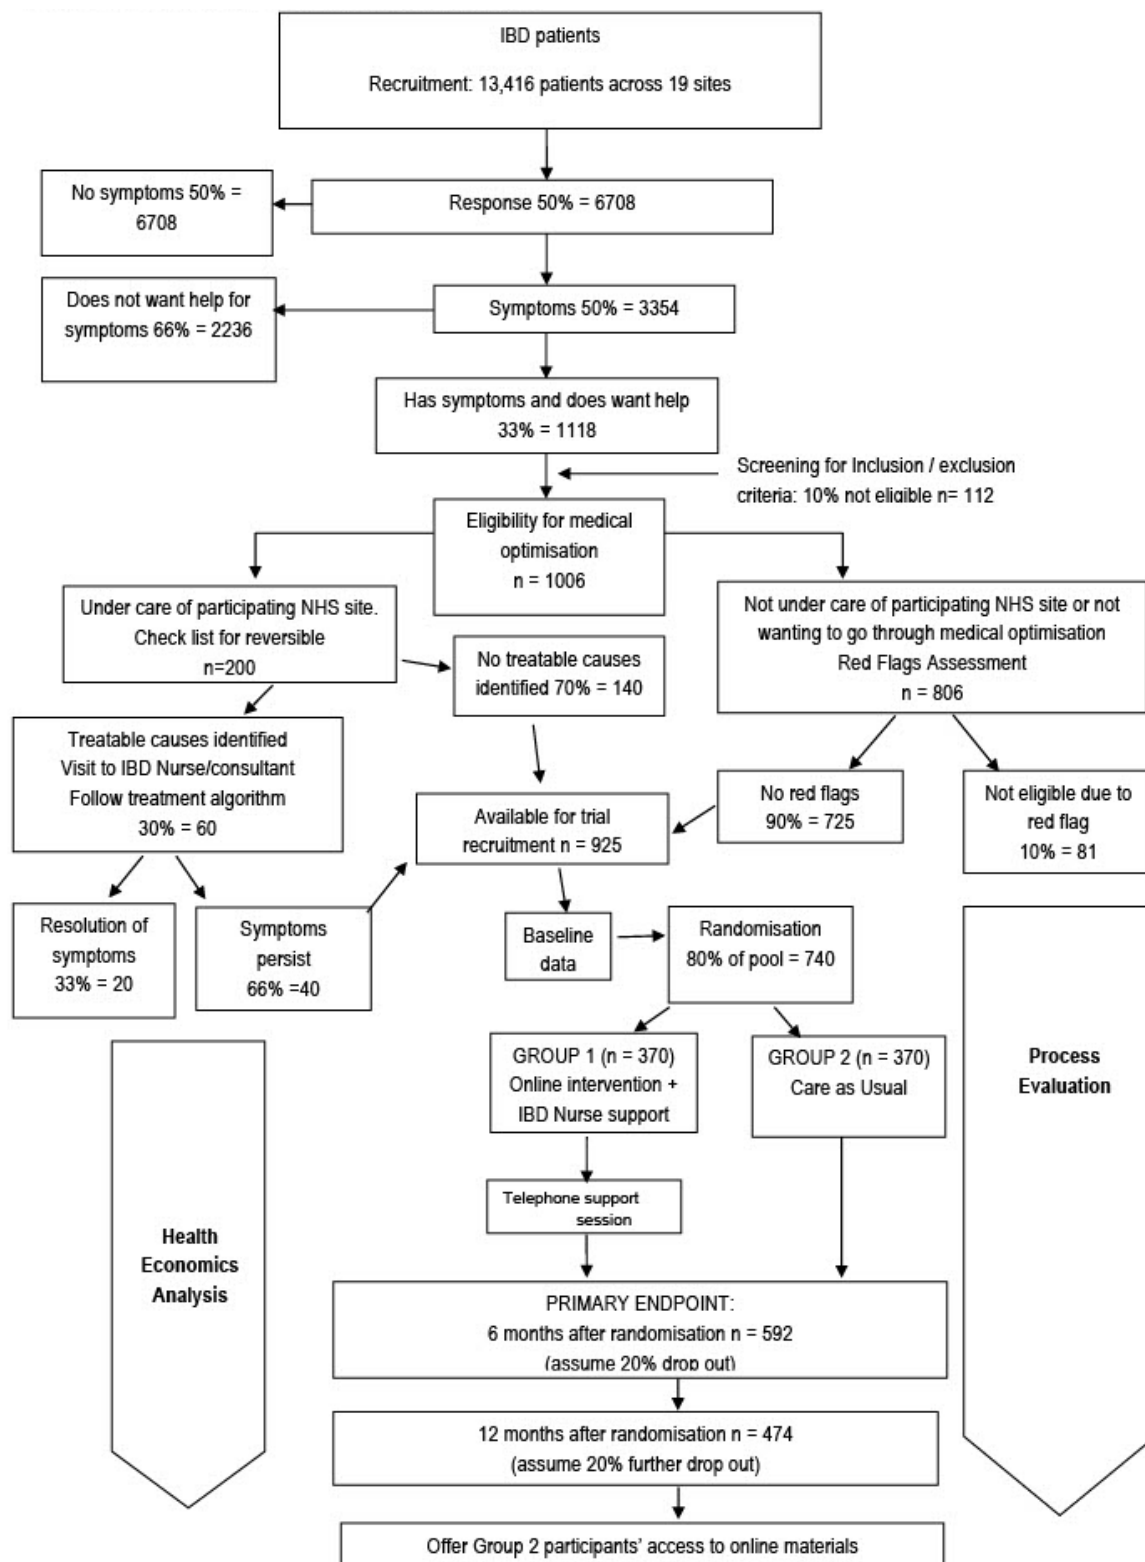 IBD patients
Recruitment: 13,416 patients across 19 sites
No symptoms 50% =
6708
Response 50% = 6708
Does not want help for
symptoms 66% = 2236
Symptoms 50% = 3354
Has symptoms and does want help
33% = 1118
Screening for Inclusion / exclusion
criteria: 10% not eligible n= 112
Eligibility for medical
optimisation
n = 1006
Under care of participating NHS site.
Check list for reversible
n=200
No treatable causes
identified 70% = 140
Not under care of participating NHS site or not
wanting to go through medical optimisation
Red Flags Assessment
n = 806
Treatable causes identified
Visit to IBD Nurse/consultant
Follow treatment algorithm
30% = 60
Available for trial
recruitment n = 925
No red flags
90% = 725
Not eligible due to
red flag
10% = 81
Resolution of
symptoms
33% = 20
Symptoms
persist
66% =40
Baseline
data
Randomisation
80% of pool = 740
GROUP 1 (n = 370)
Online intervention +
IBD Nurse support
GROUP 2 (n = 370)
Care as Usual
Process
Evaluation
Telephone support
session
Health
Economics
Analysis
PRIMARY ENDPOINT:
6 months after randomisation n = 592
(assume 20% drop out)
12 months after randomisation n = 474
(assume 20% further drop out)
Offer Group 2 participants' access to online materials